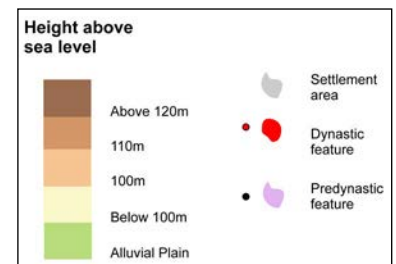 Height above
sea level
Above 120m
110m
100m
Below 100m
Alluvial Plain
Settlement
area
Dynastic
feature
Predynastic
feature